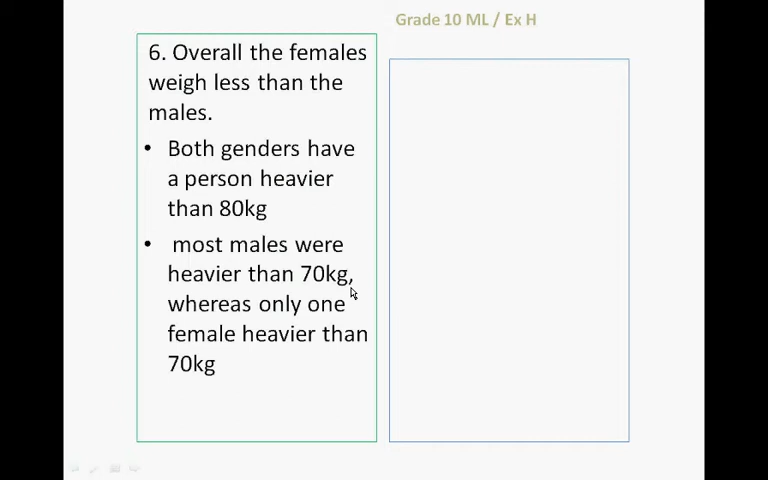 Grade 10 ML / Ex H
6. Overall the females
weigh less than the
males.
• Both genders have
a person heavier
than 80kg
• most males were
heavier than 70kg,
whereas only one
female heavier than
70kg